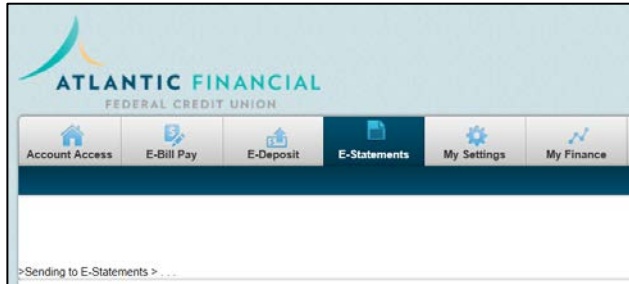 ATLANTIC FINANCIAL
FEDERAL CREDIT UNION
Account Access E-Bill Pay E-Deposit E-Statements My Settings My Finance
>Sending to E-Statements > . . .